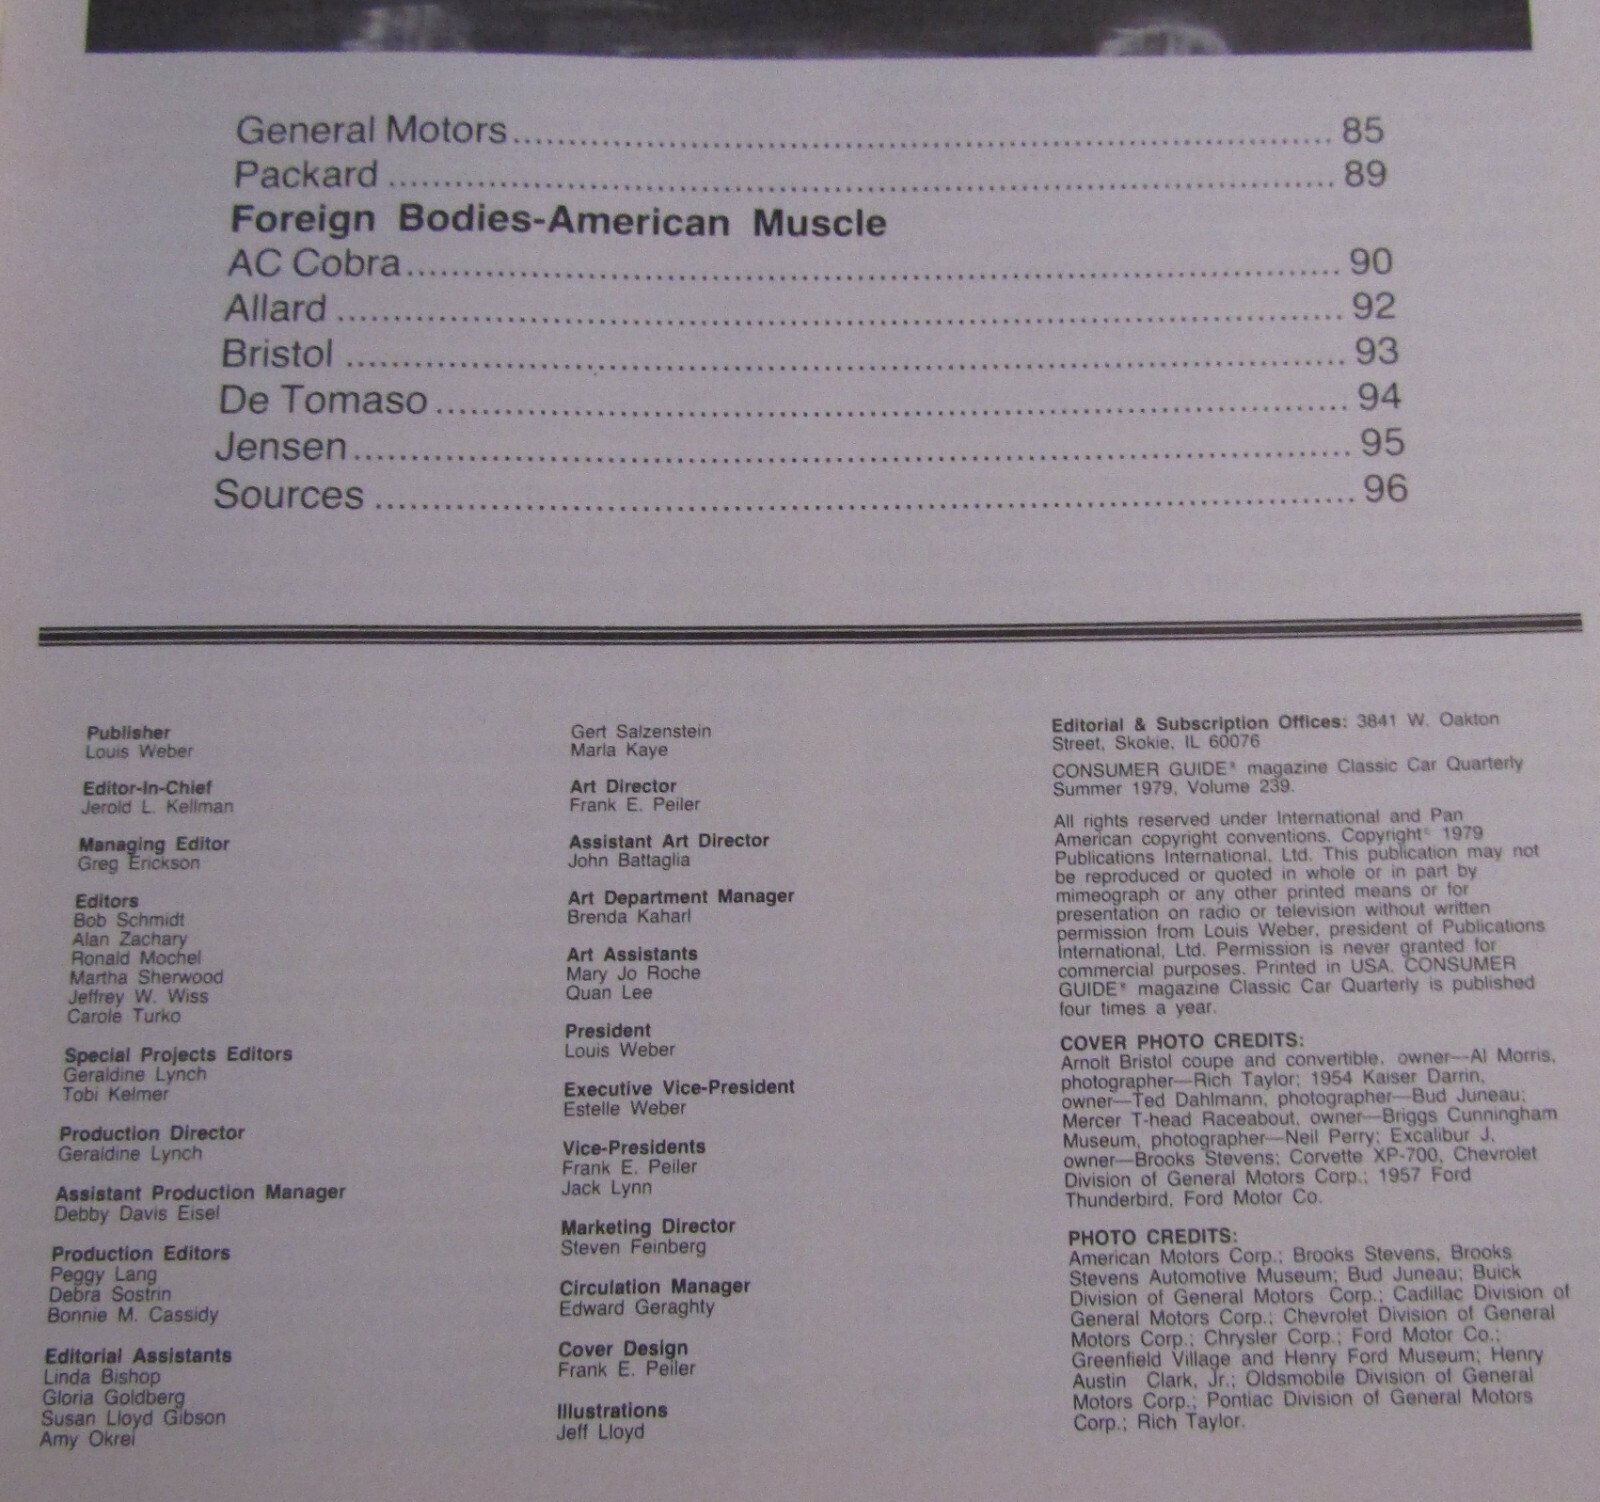 General Motors 85
Packard 89
Foreign Bodies-American Muscle
AC Cobra 90
Allard 92
Bristol 93
De Tomaso 94
Jensen 95
Sources 96
Publisher
Louis Weber
Editor-In-Chief
Jerold L. Kellman
Managing Editor
Greg Erickson
Editors
Bob Schmidt
Alan Zachary
Ronald Mochel
Martha Sherwood
Jeffrey W. Wiss
Carole Turko
Special Projects Editors
Geraldine Lynch
Tobi Kelmer
Production Director
Geraldine Lynch
Assistant Production Manager
Debby Davis Eisel
Production Editors
Peggy Lang
Debra Sostrin
Bonnie M. Cassidy
Editorial Assistants
Linda Bishop
Gloria Goldberg
Susan Lloyd Gibson
Amy Okrei
Gert Salzenstein
Marla Kaye
Art Director
Frank E. Peiler
Assistant Art Director
John Battaglia
Art Department Manager
Brenda Kaharl
Art Assistants
Mary Jo Roche
Quan Lee
President
Louis Weber
Executive Vice-President
Estelle Weber
Vice-Presidents
Frank E. Peiler
Jack Lynn
Marketing Director
Steven Feinberg
Circulation Manager
Edward Geraghty
Cover Design
Frank E. Peiler
Illustrations
Jeff Lloyd
Editorial & Subscription Offices: 3841 W. Oakton
Street, Skokie, IL 60076
CONSUMER GUIDE® magazine Classic Car Quarterly
Summer 1979, Volume 239.
All rights reserved under International and Pan
American copyright conventions. Copyright© 1979
Publications International, Ltd. This publication may not
be reproduced or quoted in whole or in part by
mimeograph or any other printed means or for
presentation on radio or television without written
permission from Louis Weber, president of Publications
International, Ltd. Permission is never granted for
commercial purposes. Printed in USA. CONSUMER
GUIDE® magazine Classic Car Quarterly is published
four times a year.
COVER PHOTO CREDITS:
Arnolt Bristol coupe and convertible, owner—Al Morris,
photographer—Rich Taylor; 1954 Kaiser Darrin,
owner—Ted Dahlmann, photographer—Bud Juneau;
Mercer T-head Raceabout, owner—Briggs Cunningham
Museum, photographer—Neil Perry; Excalibur J,
owner—Brooks Stevens; Corvette XP-700, Chevrolet
Division of General Motors Corp.; 1957 Ford
Thunderbird, Ford Motor Co.
PHOTO CREDITS:
American Motors Corp.; Brooks Stevens, Brooks
Stevens Automotive Museum; Bud Juneau; Buick
Division of General Motors Corp.; Cadillac Division of
General Motors Corp.; Chevrolet Division of General
Motors Corp.; Chrysler Corp.; Ford Motor Co.;
Greenfield Village and Henry Ford Museum; Henry
Austin Clark, Jr.; Oldsmobile Division of General
Motors Corp.; Pontiac Division of General Motors
Corp.; Rich Taylor.